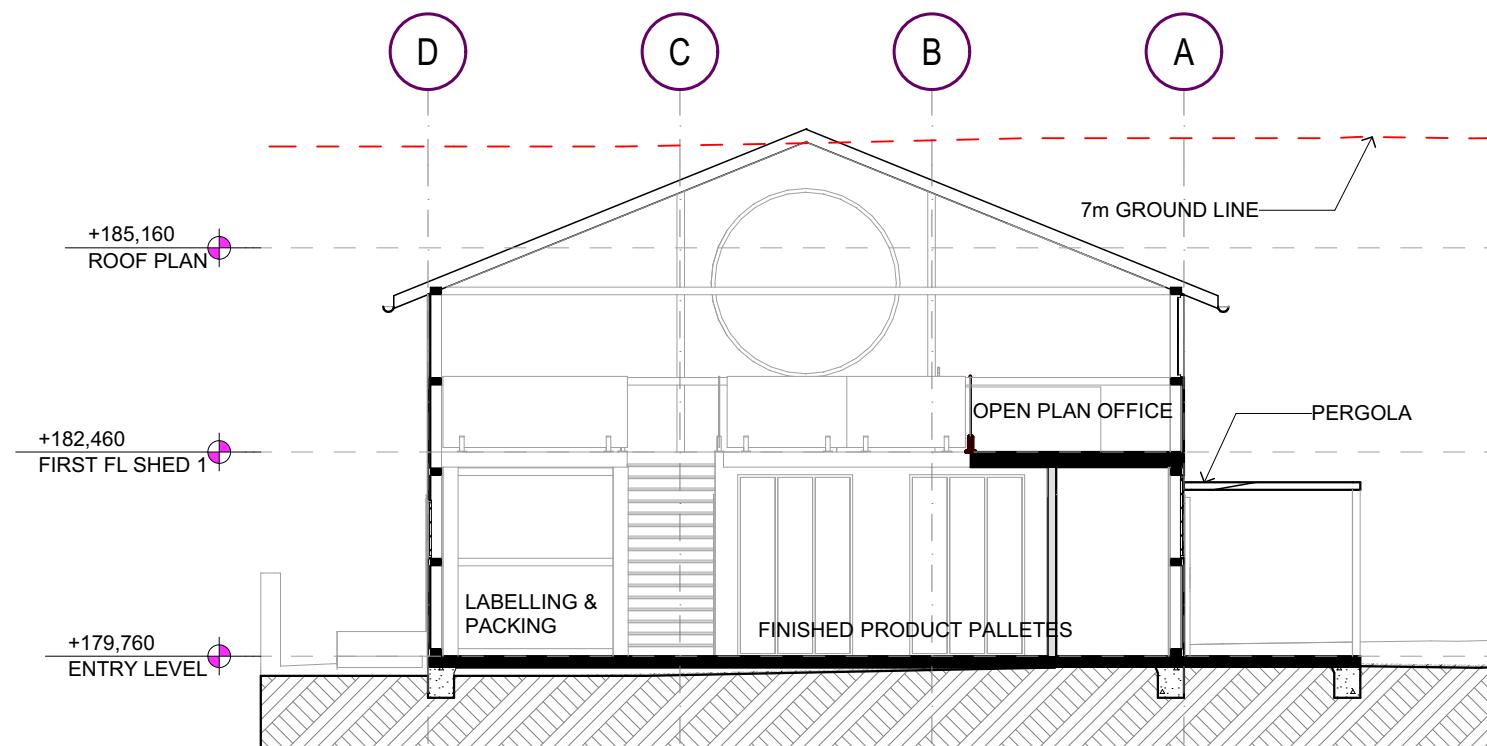 D
C
B
A
7m GROUND LINE
+185,160
ROOF PLAN
OPEN PLAN OFFICE
PERGOLA
+182,460
FIRST FL SHED 1
LABELLING &
PACKING
FINISHED PRODUCT PALLETES
+179,760
ENTRY LEVEL